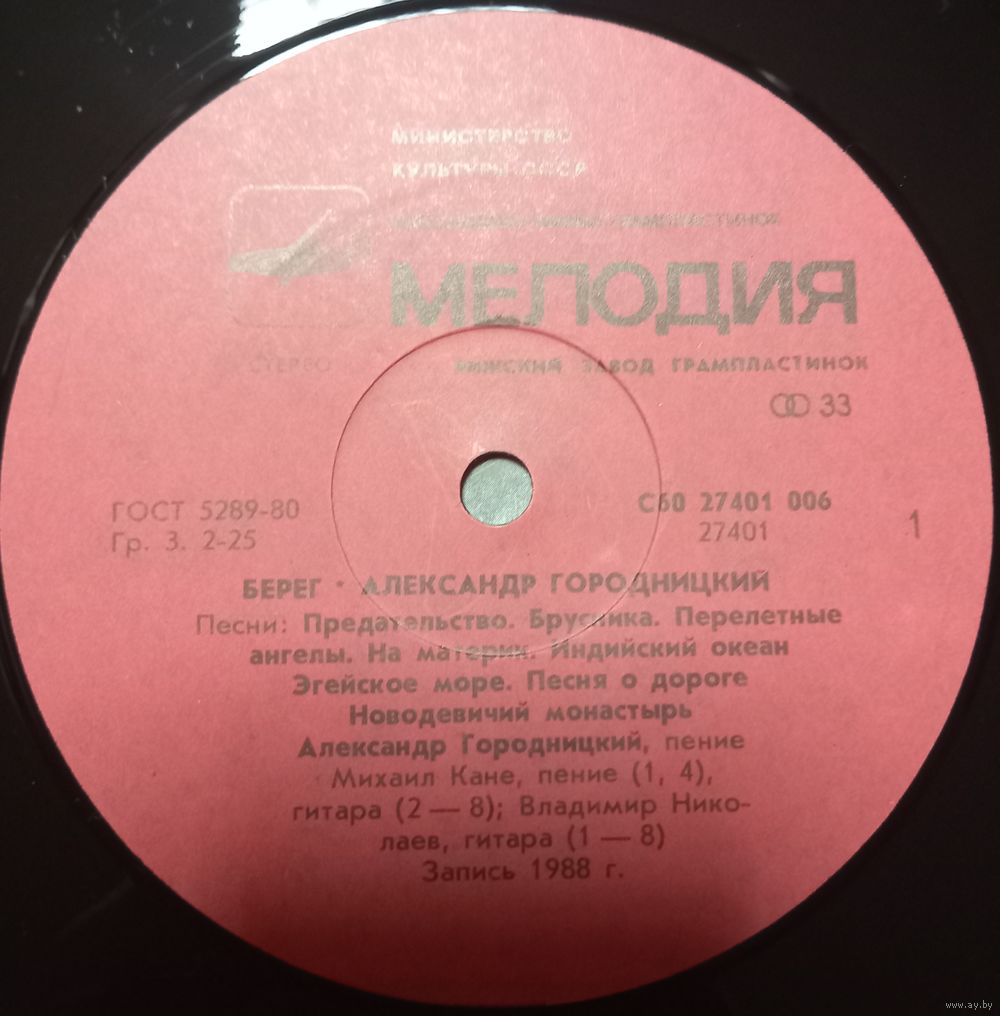 МИНИСТЕРСТВО
КУЛЬТУРЫ СССР
ГРАМПЛАСТИНОК
МЕЛОДИЯ
СТЕРЕО
РИЖСКИЙ ЗАВОД ГРАМПЛАСТИНОК
33
ГОСТ 5289-80
Гр. 3. 2-25
С60 27401 006
27401
1
БЕРЕГ • АЛЕКСАНДР ГОРОДНИЦКИЙ
Песни: Предательство. Брусника. Перелетные
ангелы. На материк. Индийский океан
Эгейское море. Песня о дороге
Новодевичий монастырь
Александр Городницкий, пение
Михаил Кане, пение (1, 4),
гитара (2 — 8); Владимир Нико-
лаев, гитара (1 — 8)
Запись 1988 г.
www.ay.by